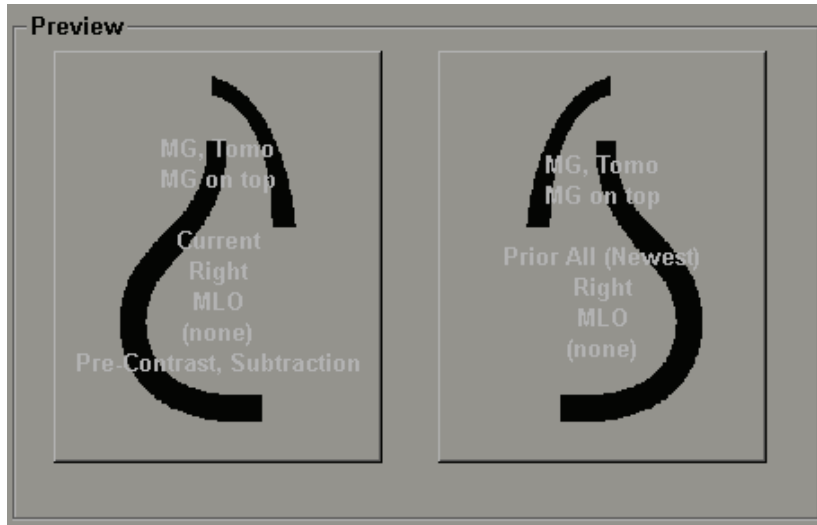 Preview
MG, Tomo
MG on top
Current
Right
MLO
(none)
Pre-Contrast, Subtraction
MG, Tomo
MG on top
Prior All (Newest)
Right
MLO
(none)